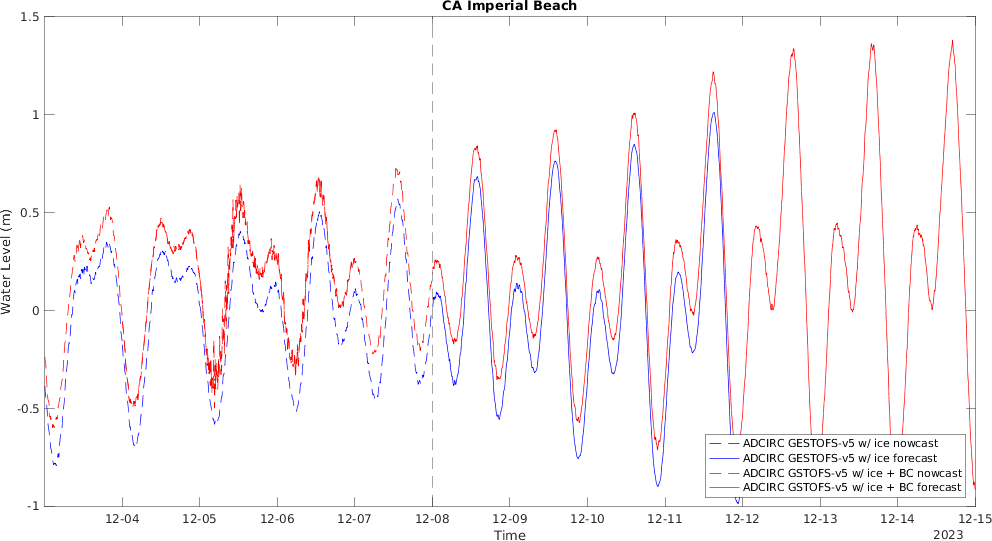 CA Imperial Beach
Water Level (m)
1.5
1
0.5
0
-0.5
-1
12-04 12-05 12-06 12-07 12-08 12-09 12-10 12-11 12-12 12-13 12-14 12-15
Time
2023
ADCIRC GESTOFS-v5 w/ ice nowcast
ADCIRC GESTOFS-v5 w/ ice forecast
ADCIRC GSTOFS-v5 w/ ice + BC nowcast
ADCIRC GSTOFS-v5 w/ ice + BC forecast